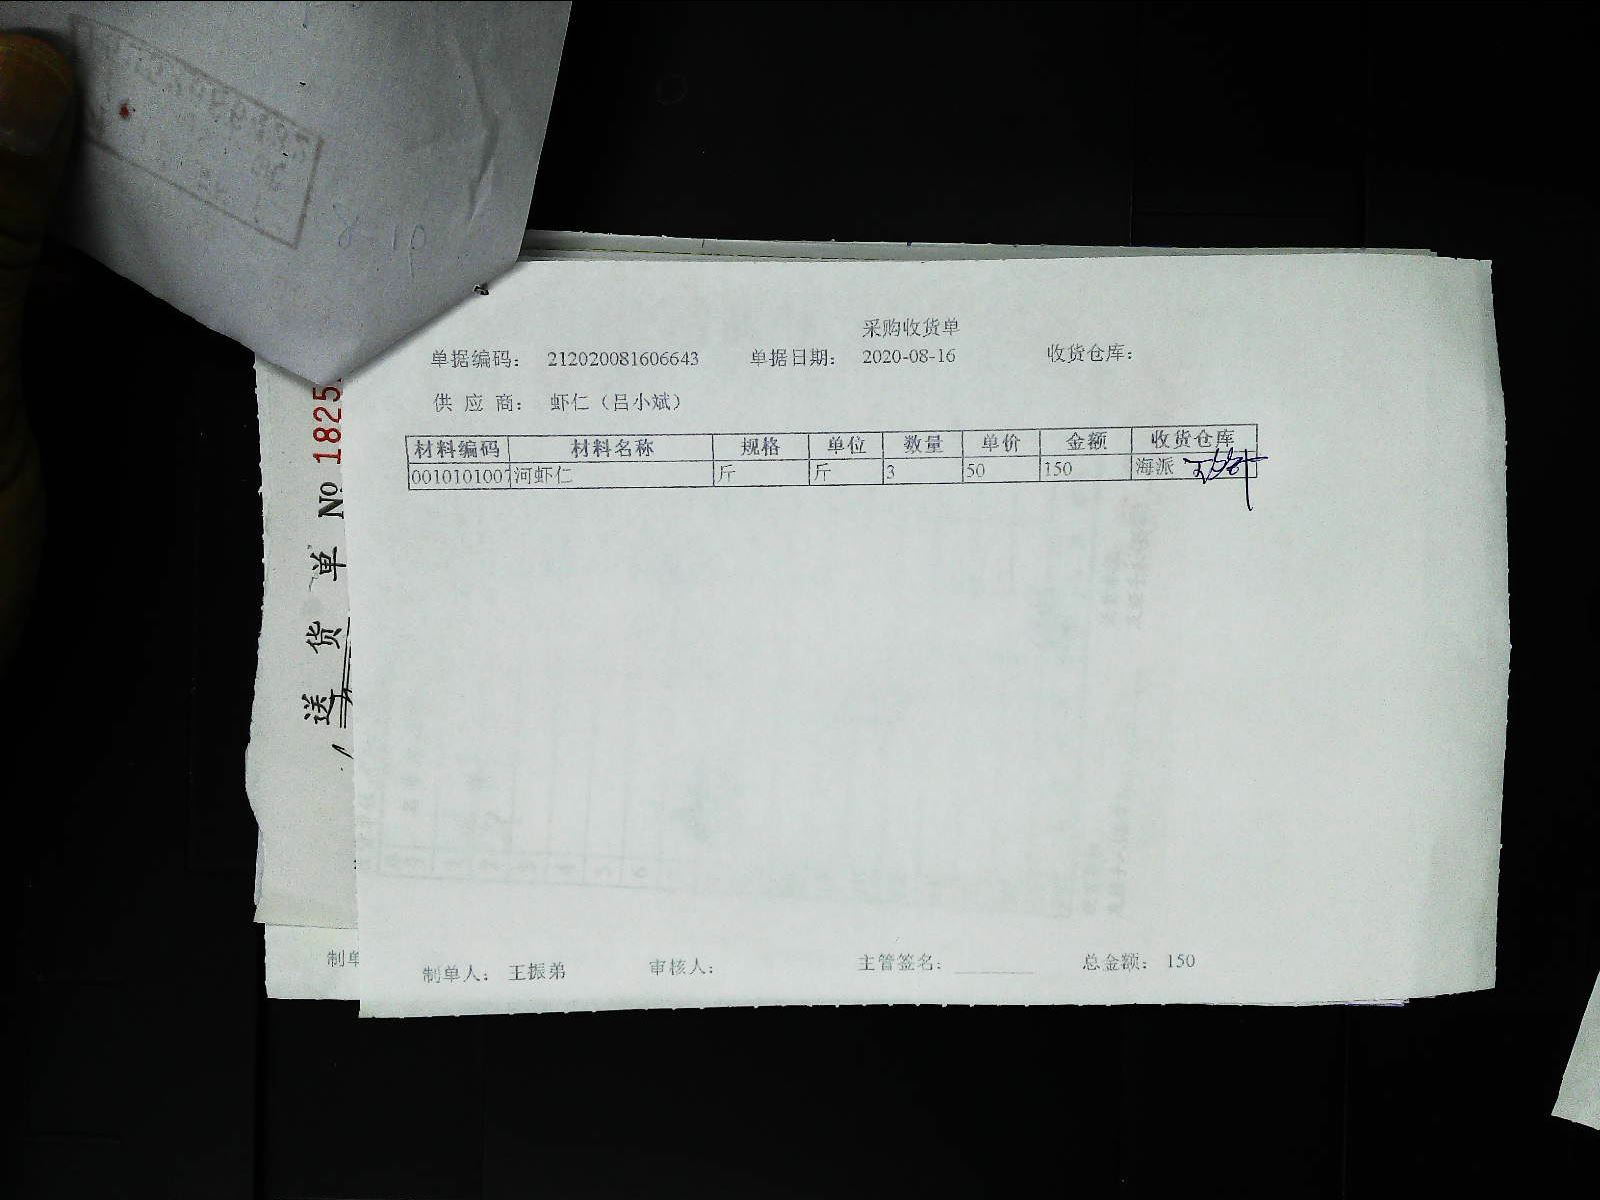 8-10
采购收货单
单据编码： 212020081606643 单据日期： 2020-08-16 收货仓库：
供 应 商： 虾仁（吕小斌）
材料编码 材料名称 规格 单位 数量 单价 金额 收货仓库
0010101007 河虾仁 斤 斤 3 50 150 海派
制单人： 王振弟 审核人： 主管签名： 总金额： 150
送 货 单 № 1825
制单